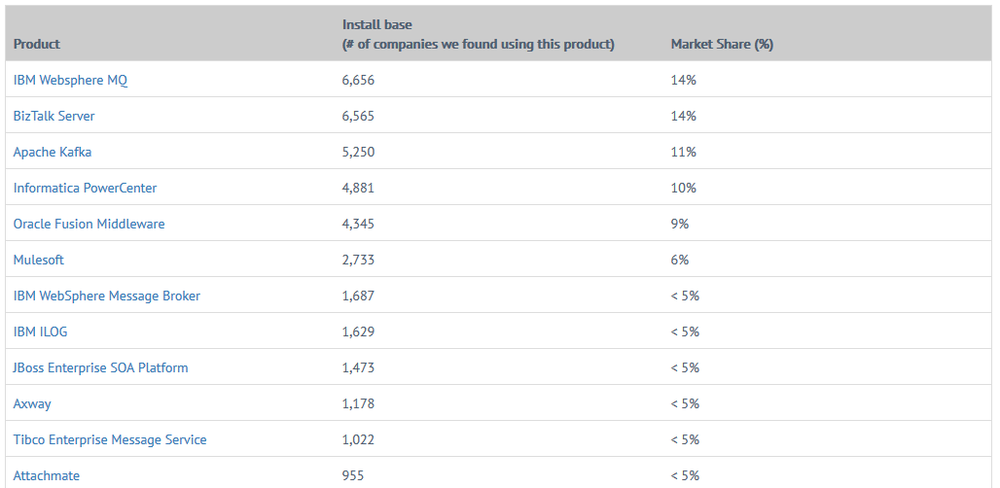 Product Install base (# of companies we found using this product) Market Share (%)
IBM Websphere MQ 6,656 14%
BizTalk Server 6,565 14%
Apache Kafka 5,250 11%
Informatica PowerCenter 4,881 10%
Oracle Fusion Middleware 4,345 9%
Mulesoft 2,733 6%
IBM WebSphere Message Broker 1,687 < 5%
IBM ILOG 1,629 < 5%
JBoss Enterprise SOA Platform 1,473 < 5%
Axway 1,178 < 5%
Tibco Enterprise Message Service 1,022 < 5%
Attachmate 955 < 5%